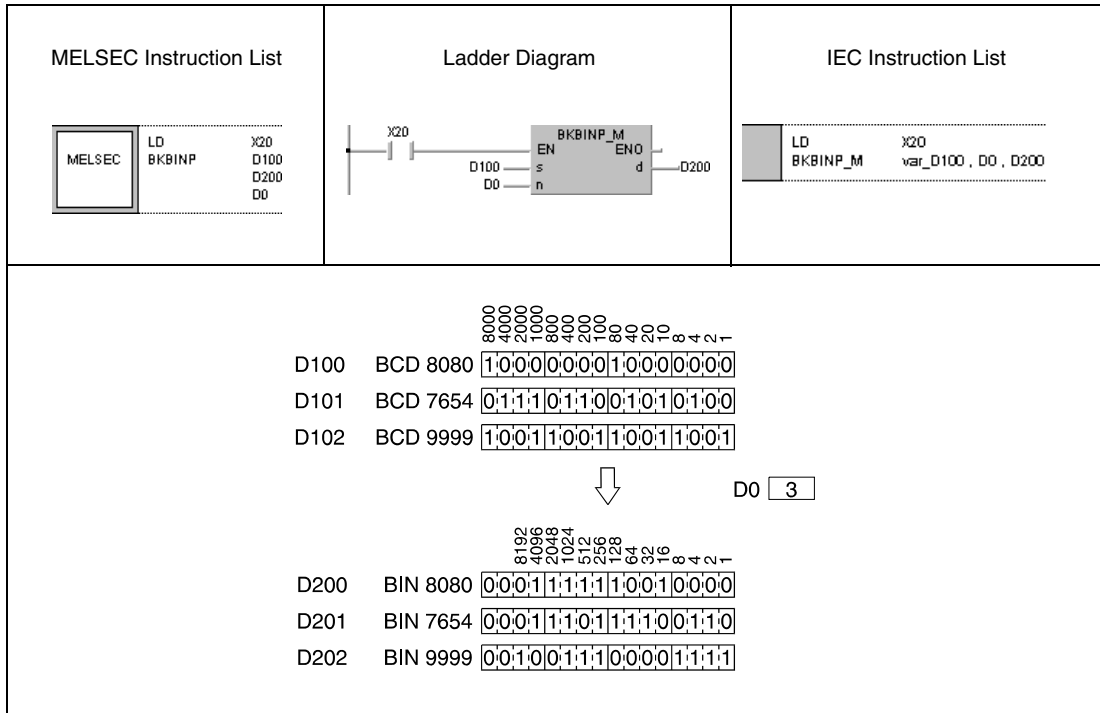 MELSEC Instruction List
Ladder Diagram
IEC Instruction List
MELSEC
LD X20
BKBINP D100
D200
D0
X20
BKBINP_M
EN ENO
D100 s d D200
D0 n
LD X20
BKBINP_M var_D100 , D0 , D200
8000 4000 2000 1000 800 400 200 100 80 40 20 10 8 4 2 1
D100 BCD 8080 1000000010000000
D101 BCD 7654 0111011001010100
D102 BCD 9999 1001100110011001
D0 3
8192 4096 2048 1024 512 256 128 64 32 16 8 4 2 1
D200 BIN 8080 0001111110010000
D201 BIN 7654 0001110111100110
D202 BIN 9999 0010011100001111